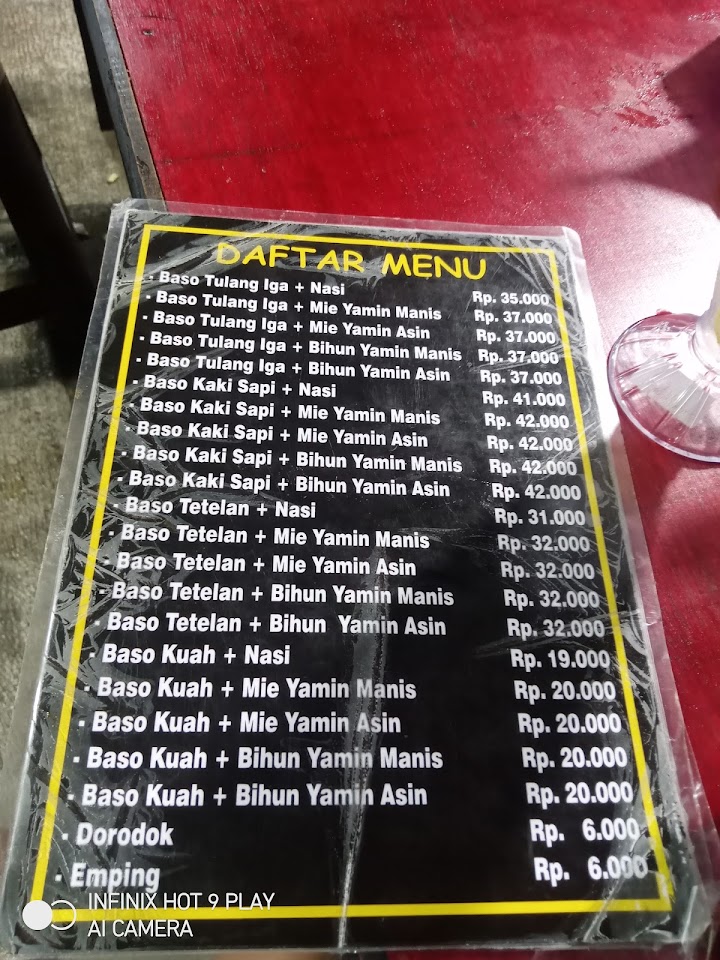 DAFTAR MENU
- Baso Tulang Iga + Nasi Rp. 35.000
- Baso Tulang Iga + Mie Yamin Manis Rp. 37.000
- Baso Tulang Iga + Mie Yamin Asin Rp. 37.000
- Baso Tulang Iga + Bihun Yamin Manis Rp. 37.000
- Baso Tulang Iga + Bihun Yamin Asin Rp. 37.000
- Baso Kaki Sapi + Nasi Rp. 41.000
- Baso Kaki Sapi + Mie Yamin Manis Rp. 42.000
- Baso Kaki Sapi + Mie Yamin Asin Rp. 42.000
- Baso Kaki Sapi + Bihun Yamin Manis Rp. 42.000
- Baso Kaki Sapi + Bihun Yamin Asin Rp. 42.000
- Baso Tetelan + Nasi Rp. 31.000
- Baso Tetelan + Mie Yamin Manis Rp. 32.000
- Baso Tetelan + Mie Yamin Asin Rp. 32.000
- Baso Tetelan + Bihun Yamin Manis Rp. 32.000
- Baso Tetelan + Bihun Yamin Asin Rp. 32.000
- Baso Kuah + Nasi Rp. 19.000
- Baso Kuah + Mie Yamin Manis Rp. 20.000
- Baso Kuah + Mie Yamin Asin Rp. 20.000
- Baso Kuah + Bihun Yamin Manis Rp. 20.000
- Baso Kuah + Bihun Yamin Asin Rp. 20.000
- Dorodok Rp. 6.000
- Emping Rp. 6.000
INFINIX HOT 9 PLAY
AI CAMERA